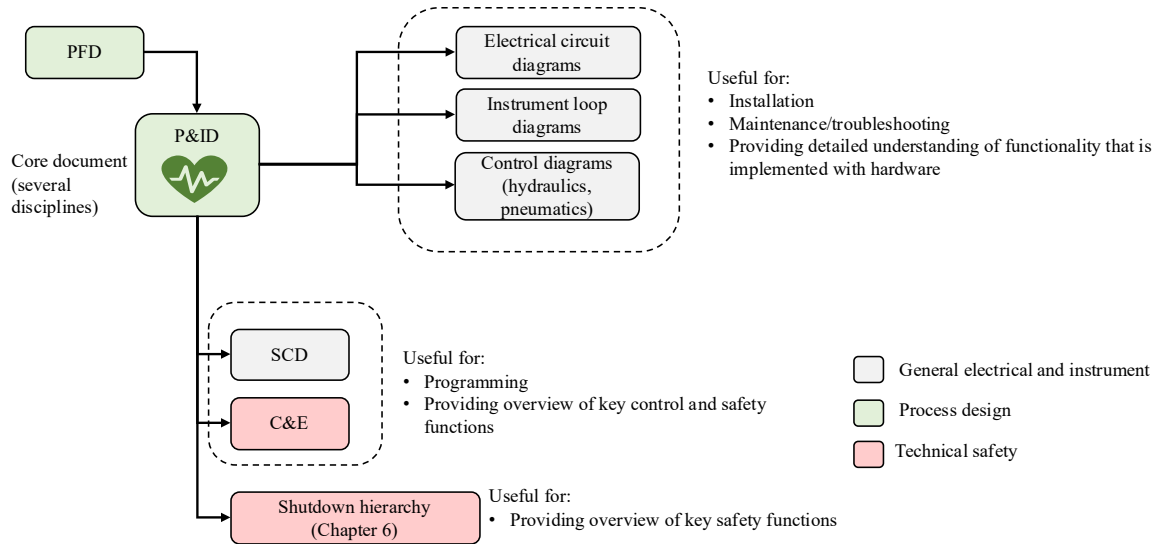 PFD
P&ID
Core document
(several
disciplines)
Electrical circuit
diagrams
Instrument loop
diagrams
Control diagrams
(hydraulics,
pneumatics)
Useful for:
• Installation
• Maintenance/troubleshooting
• Providing detailed understanding of functionality that is
implemented with hardware
SCD
C&E
Useful for:
• Programming
• Providing overview of key control and safety
functions
Shutdown hierarchy
(Chapter 6)
Useful for:
• Providing overview of key safety functions
General electrical and instrument
Process design
Technical safety